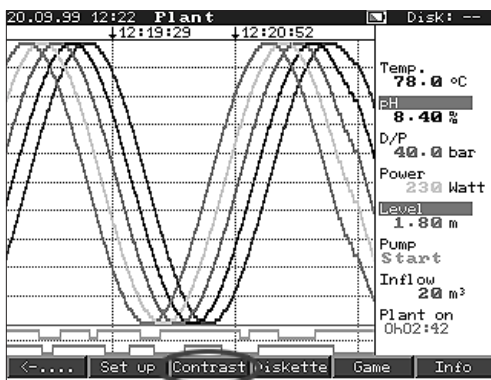 20.09.99 12:22 Plant Disk: --
12:19:29 12:20:52
Temp.
78.0 °C
pH
8.40 %
D/P
40.0 bar
Power
230 Watt
Level
1.80 m
Pump
Start
Inflow
20 m³
Plant on
0h02:42
<-.... Set up Contrast iskette Game Info